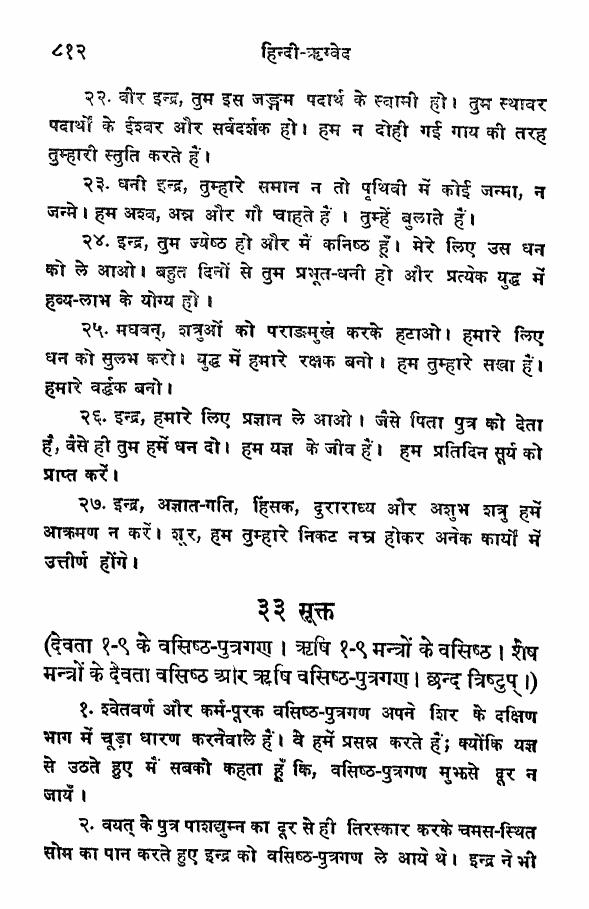 ८१२
हिन्दी-ऋग्वेद
२२. वीर इन्द्र, तुम इस जङ्गम पदार्थ के स्वामी हो। तुम स्थावर
पदार्थों के ईश्वर और सर्वदर्शक हो। हम न दोही गई गाय की तरह
तुम्हारी स्तुति करते हैं।
२३. धनी इन्द्र, तुम्हारे समान न तो पृथिवी में कोई जन्मा, न
जन्मे। हम अश्व, अन्न और गौ चाहते हैं । तुम्हें बुलाते हैं।
२४. इन्द्र, तुम ज्येष्ठ हो और मैं कनिष्ठ हूँ। मेरे लिए उस धन
को ले आओ। बहुत दिनों से तुम प्रभूत-धनी हो और प्रत्येक युद्ध में
हव्य-लाभ के योग्य हो ।
२५. मघवन्, शत्रुओं को पराङमुख करके हटाओ। हमारे लिए
धन को सुलभ करो। युद्ध में हमारे रक्षक बनो। हम तुम्हारे सखा हैं।
हमारे वर्द्धक बनो।
२६. इन्द्र, हमारे लिए प्रज्ञान ले आओ । जैसे पिता पुत्र को देता
है, वैसे ही तुम हमें धन दो। हम यज्ञ के जीव हैं। हम प्रतिदिन सूर्य को
प्राप्त करें।
२७. इन्द्र, अज्ञात-गति, हिंसक, दुराराध्य और अशुभ शत्रु हमें
आक्रमण न करें। शूर, हम तुम्हारे निकट नम्र होकर अनेक कार्यों में
उत्तीर्ण होंगे।
३३ सूक्त
(देवता १-९ के वसिष्ठ-पुत्रगण । ऋषि १-९ मन्त्रों के वसिष्ठ । शेष
मन्त्रों के देवता वसिष्ठ और ऋषि वसिष्ठ-पुत्रगण। छन्द त्रिष्टुप्।)
१. श्वेतवर्ण और कर्म-पूरक वसिष्ठ-पुत्रगण अपने शिर के दक्षिण
भाग में चूड़ा धारण करनेवाले हैं। वे हमें प्रसन्न करते हैं; क्योंकि यज्ञ
से उठते हुए मैं सबको कहता हूँ कि, वसिष्ठ-पुत्रगण मुझसे दूर न
जायँ ।
२. वयत् के पुत्र पाशद्युम्न का दूर से ही तिरस्कार करके चमस-स्थित
सोम का पान करते हुए इन्द्र को वसिष्ठ-पुत्रगण ले आये थे। इन्द्र ने भी